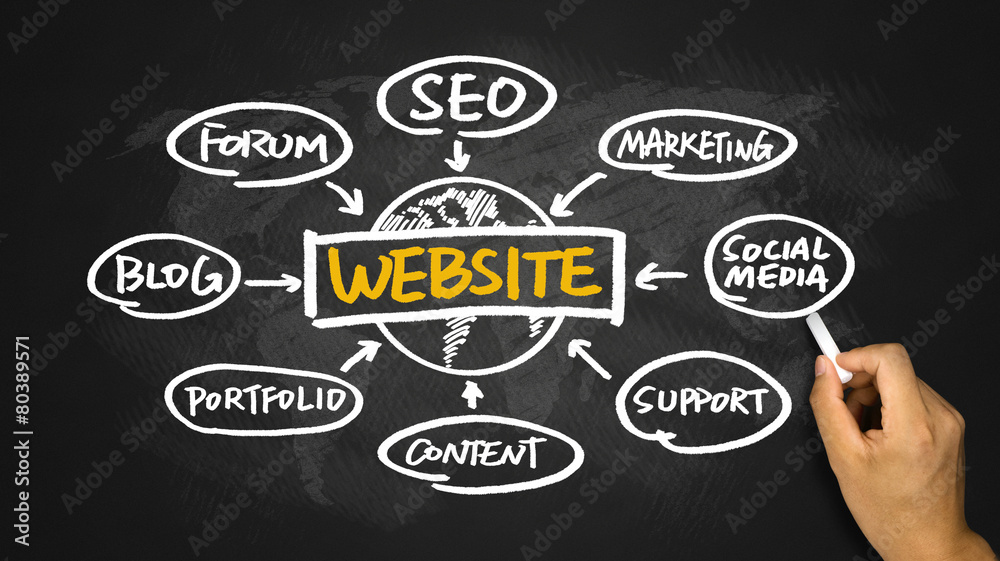 SEO
FORUM
MARKETING
BLOG
WEBSITE
SOCIAL
MEDIA
PORTFOLIO
CONTENT
SUPPORT
Adobe Stock | #80389571